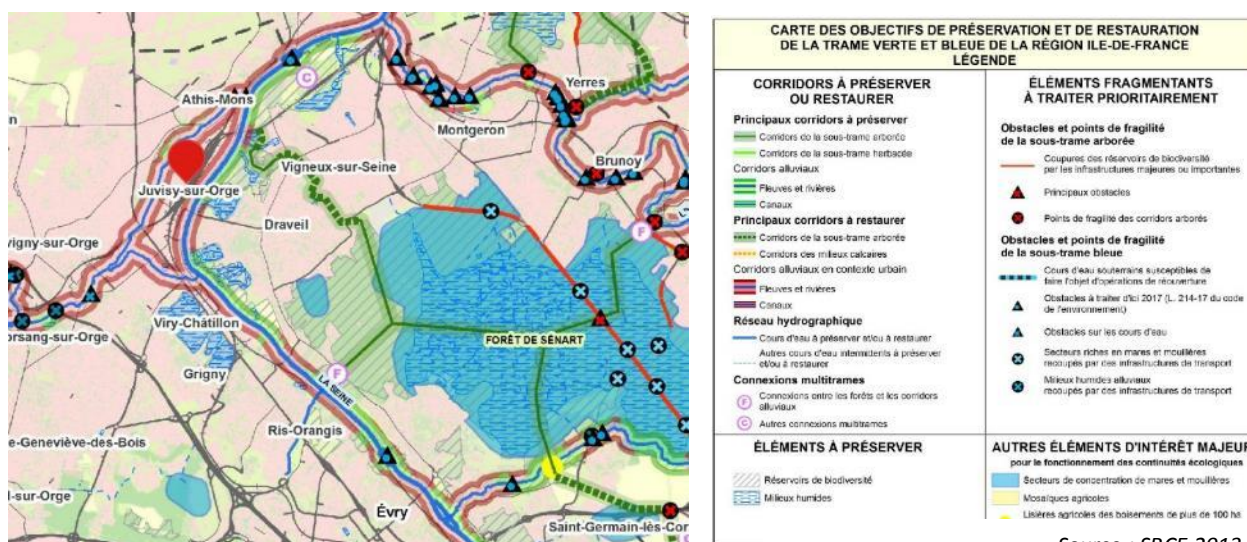 Athis-Mons
Yerres
Montgeron
Vigneux-sur-Seine
Brunoy
Juvisy-sur-Orge
Draveil
vigny-sur-Orge
Viry-Châtillon
orsang-sur-Orge
FORÊT DE SÉNART
Grigny
LA SEINE
Ris-Orangis
e-Geneviève-des-Bois
sur-Orge
Évry
Saint-Germain-lès-Cor
C
F
F
CARTE DES OBJECTIFS DE PRÉSERVATION ET DE RESTAURATION
DE LA TRAME VERTE ET BLEUE DE LA RÉGION ILE-DE-FRANCE
LÉGENDE
CORRIDORS À PRÉSERVER
OU RESTAURER
Principaux corridors à préserver
Corridors de la sous-trame arborée
Corridors de la sous-trame herbacée
Corridors alluviaux
Fleuves et rivières
Canaux
Principaux corridors à restaurer
Corridors de la sous-trame arborée
Corridors des milieux calcaires
Corridors alluviaux en contexte urbain
Fleuves et rivières
Canaux
Réseau hydrographique
Cours d'eau à préserver et/ou à restaurer
Autres cours d'eau intermittents à préserver
et/ou à restaurer
Connexions multitrames
F Connexions entre les forêts et les corridors
alluviaux
C Autres connexions multitrames
ÉLÉMENTS FRAGMENTANTS
À TRAITER PRIORITAIREMENT
Obstacles et points de fragilité
de la sous-trame arborée
Coupures des réservoirs de biodiversité
par les infrastructures majeures ou importantes
Principaux obstacles
Points de fragilité des corridors arborés
Obstacles et points de fragilité
de la sous-trame bleue
Cours d'eau souterrains susceptibles de
faire l'objet d'opérations de réouverture
Obstacles à traiter d'ici 2017 (L. 214-17 du code
de l'environnement)
Obstacles sur les cours d'eau
Secteurs riches en mares et mouillères
recoupés par des infrastructures de transport
Milieux humides alluviaux
recoupés par des infrastructures de transport
ÉLÉMENTS À PRÉSERVER
Réservoirs de biodiversité
Milieux humides
AUTRES ÉLÉMENTS D'INTÉRÊT MAJEUR
pour le fonctionnement des continuités écologiques
Secteurs de concentration de mares et mouillères
Mosaïques agricoles
Lisières agricoles des boisements de plus de 100 ha
Source : SRCE 2013